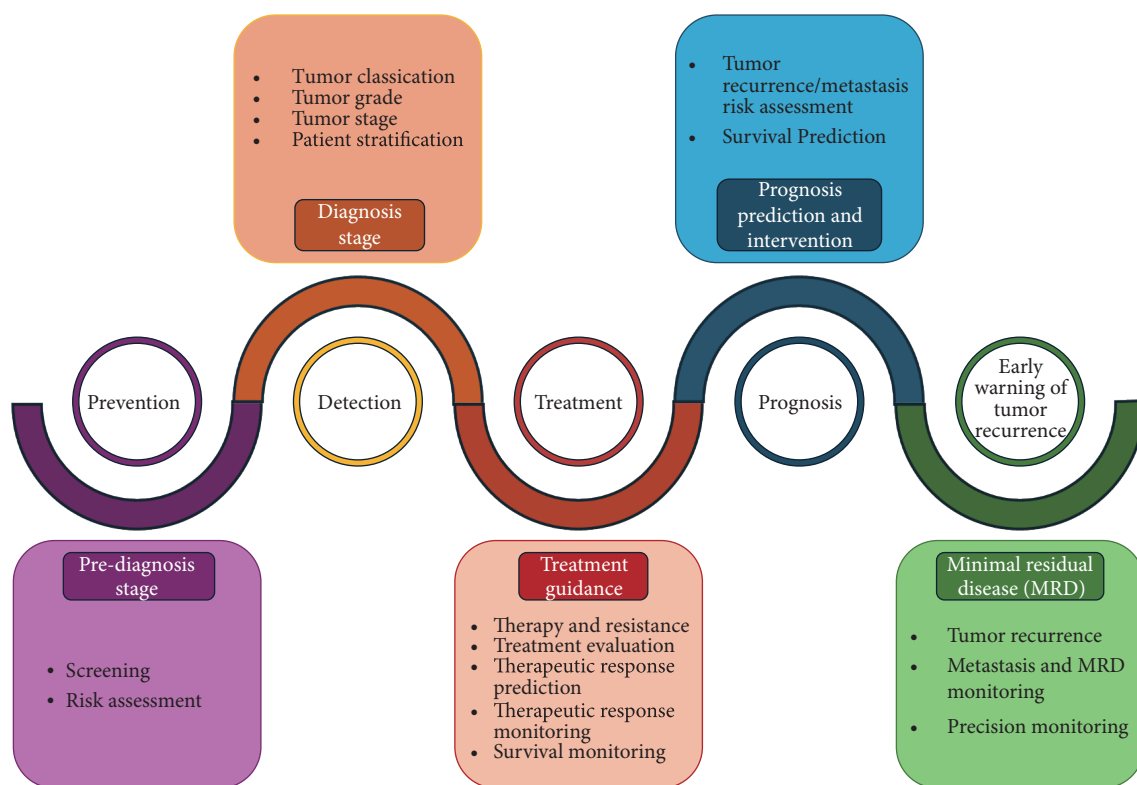 • Tumor classication
• Tumor grade
• Tumor stage
• Patient stratification
Diagnosis
stage
• Tumor
recurrence/metastasis
risk assessment
• Survival Prediction
Prognosis
prediction and
intervention
Prevention
Detection
Treatment
Prognosis
Early
warning of
tumor
recurrence
Pre-diagnosis
stage
• Screening
• Risk assessment
Treatment
guidance
• Therapy and resistance
• Treatment evaluation
• Therapeutic response
prediction
• Therapeutic response
monitoring
• Survival monitoring
Minimal residual
disease (MRD)
• Tumor recurrence
• Metastasis and MRD
monitoring
• Precision monitoring